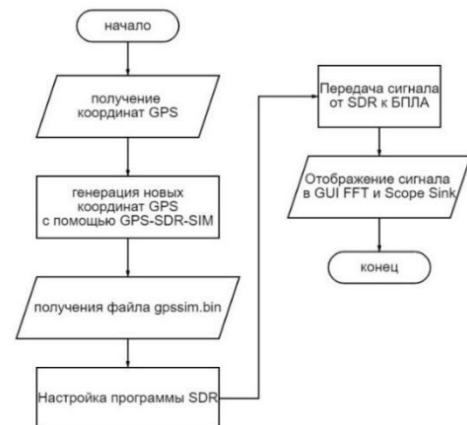 начало
получение
координат GPS
генерация новых
координат GPS
с помощью GPS-SDR-SIM
получения файла gpssim.bin
Настройка программы SDR
Передача сигнала
от SDR к БПЛА
Отображение сигнала
в GUI FFT и Scope Sink
конец